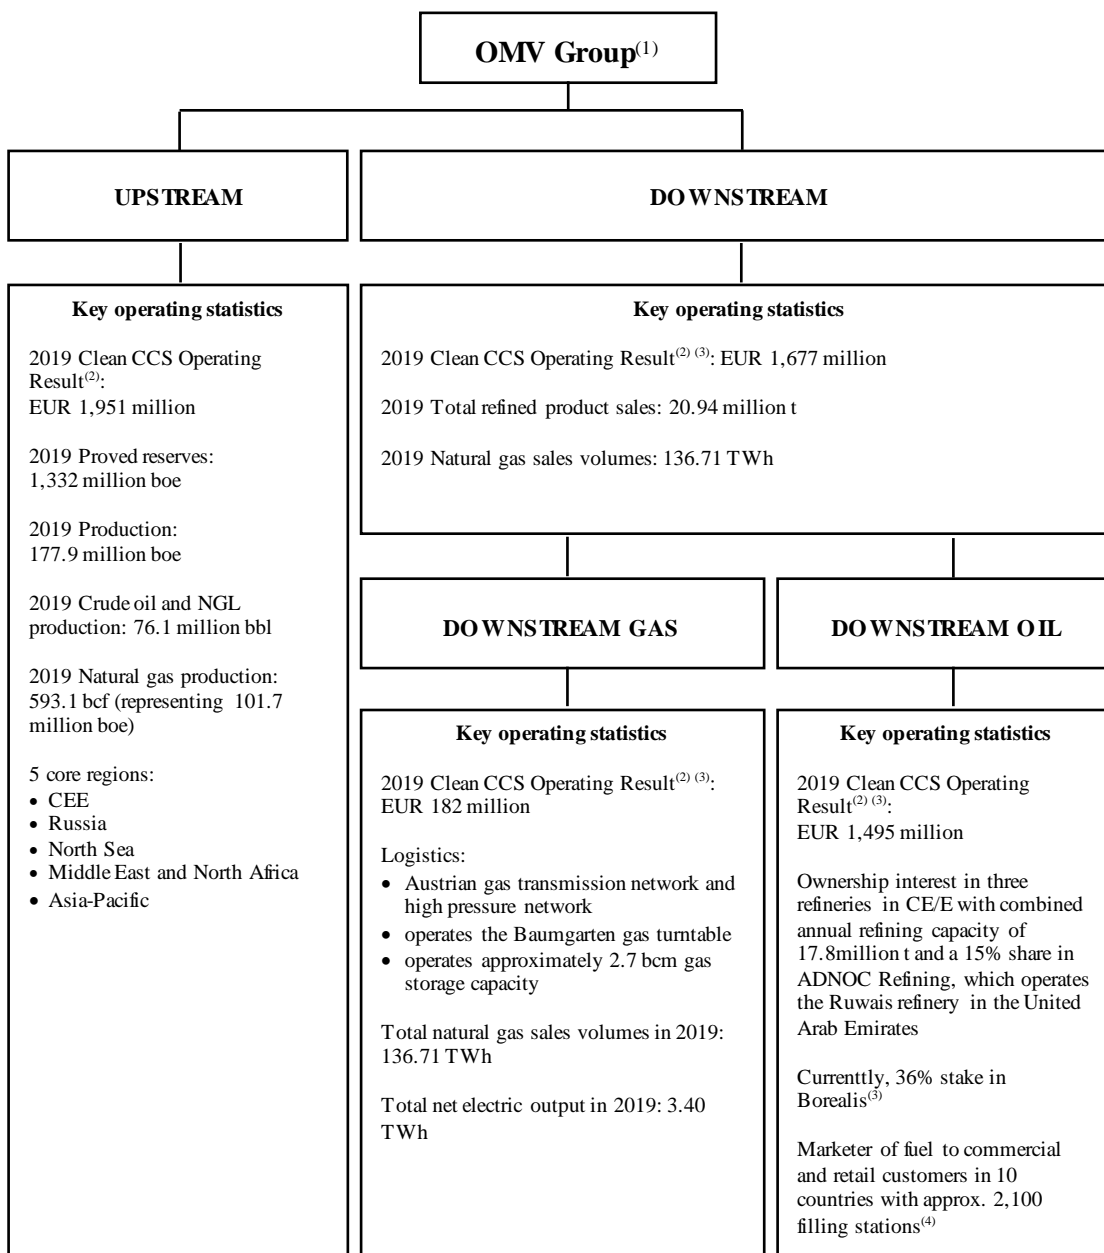 OMV Group(1)
UPSTREAM
DOWNSTREAM
Key operating statistics
2019 Clean CCS Operating
Result(2):
EUR 1,951 million
2019 Proved reserves:
1,332 million boe
2019 Production:
177.9 million boe
2019 Crude oil and NGL
production: 76.1 million bbl
2019 Natural gas production:
593.1 bcf (representing 101.7
million boe)
5 core regions:
• CEE
• Russia
• North Sea
• Middle East and North Africa
• Asia-Pacific
Key operating statistics
2019 Clean CCS Operating Result(2) (3): EUR 1,677 million
2019 Total refined product sales: 20.94 million t
2019 Natural gas sales volumes: 136.71 TWh
DOWNSTREAM GAS
DOWNSTREAM OIL
Key operating statistics
2019 Clean CCS Operating Result(2) (3):
EUR 182 million
Logistics:
• Austrian gas transmission network and
high pressure network
• operates the Baumgarten gas turntable
• operates approximately 2.7 bcm gas
storage capacity
Total natural gas sales volumes in 2019:
136.71 TWh
Total net electric output in 2019: 3.40
TWh
Key operating statistics
2019 Clean CCS Operating
Result(2) (3):
EUR 1,495 million
Ownership interest in three
refineries in CE/E with combined
annual refining capacity of
17.8million t and a 15% share in
ADNOC Refining, which operates
the Ruwais refinery in the United
Arab Emirates
Currenttly, 36% stake in
Borealis(3)
Marketer of fuel to commercial
and retail customers in 10
countries with approx. 2,100
filling stations(4)